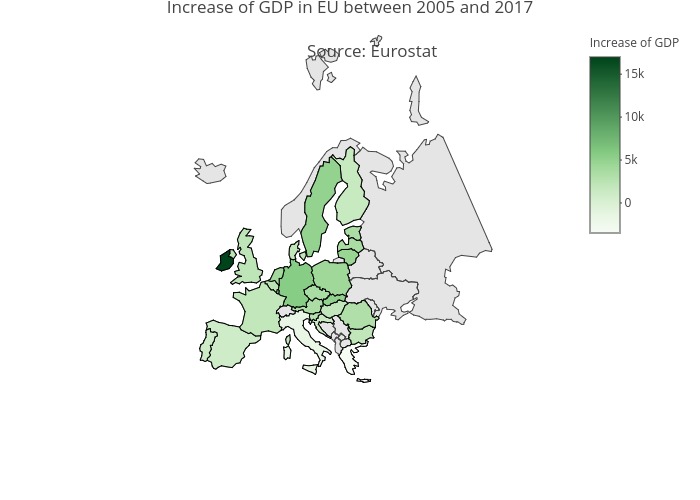 Increase of GDP in EU between 2005 and 2017
Source: Eurostat
Increase of GDP
15k
10k
5k
0